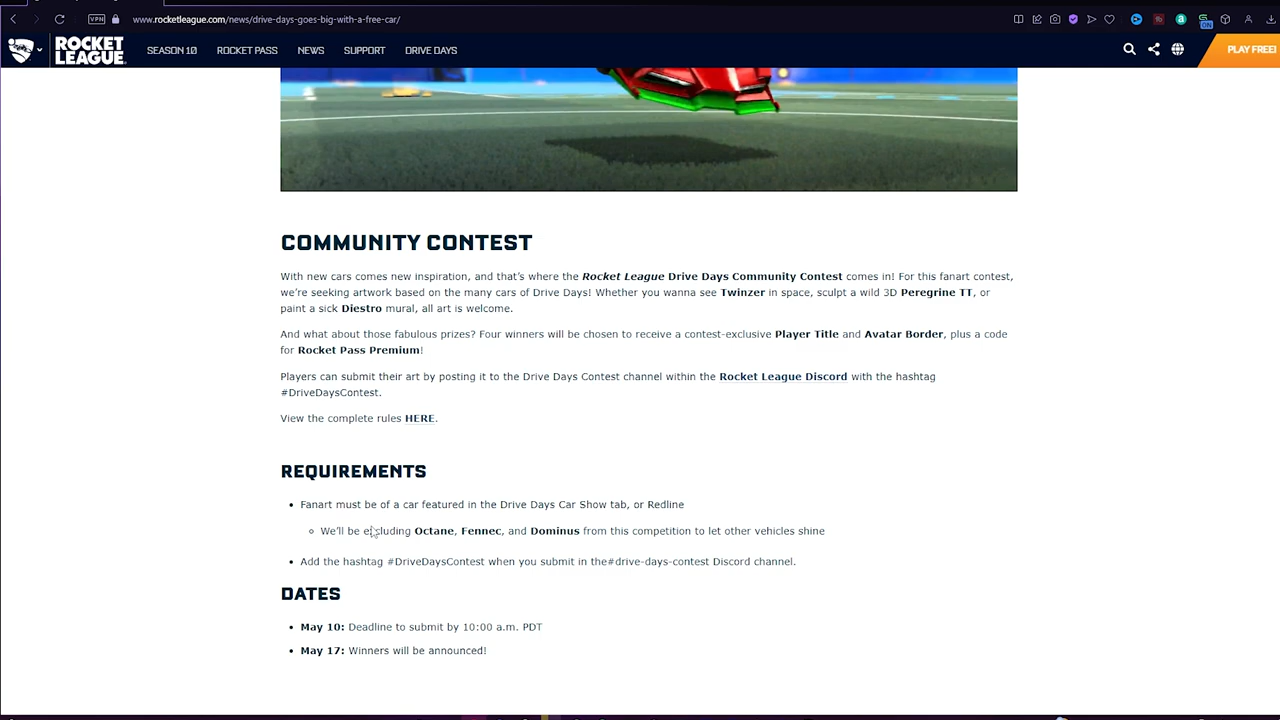 VPN www.rocketleague.com/news/drive-days-goes-big-with-a-free-car/
ROCKET LEAGUE SEASON 10 ROCKET PASS NEWS SUPPORT DRIVE DAYS PLAY FREE!
COMMUNITY CONTEST
With new cars comes new inspiration, and that's where the Rocket League Drive Days Community Contest comes in! For this fanart contest,
we're seeking artwork based on the many cars of Drive Days! Whether you wanna see Twinzer in space, sculpt a wild 3D Peregrine TT, or
paint a sick Diestro mural, all art is welcome.
And what about those fabulous prizes? Four winners will be chosen to receive a contest-exclusive Player Title and Avatar Border, plus a code
for Rocket Pass Premium!
Players can submit their art by posting it to the Drive Days Contest channel within the Rocket League Discord with the hashtag
#DriveDaysContest.
View the complete rules HERE.
REQUIREMENTS
• Fanart must be of a car featured in the Drive Days Car Show tab, or Redline
◦ We'll be excluding Octane, Fennec, and Dominus from this competition to let other vehicles shine
• Add the hashtag #DriveDaysContest when you submit in the#drive-days-contest Discord channel.
DATES
• May 10: Deadline to submit by 10:00 a.m. PDT
• May 17: Winners will be announced!